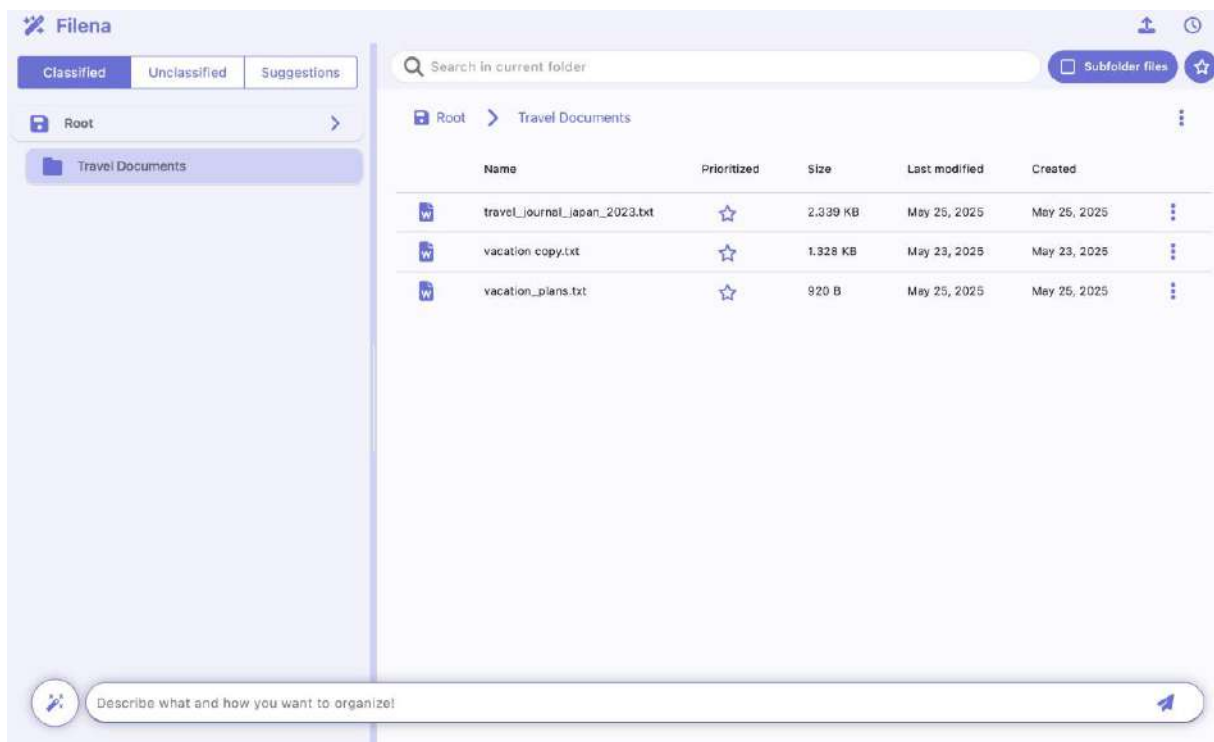 Filena
Classified Unclassified Suggestions
Root
Travel Documents
Search in current folder
Subfolder files
Root Travel Documents
Name Prioritized Size Last modified Created
travel_journal_japan_2023.txt 2.339 KB May 25, 2025 May 25, 2025
vacation copy.txt 1.328 KB May 23, 2025 May 23, 2025
vacation_plans.txt 920 B May 25, 2025 May 25, 2025
Describe what and how you want to organize!